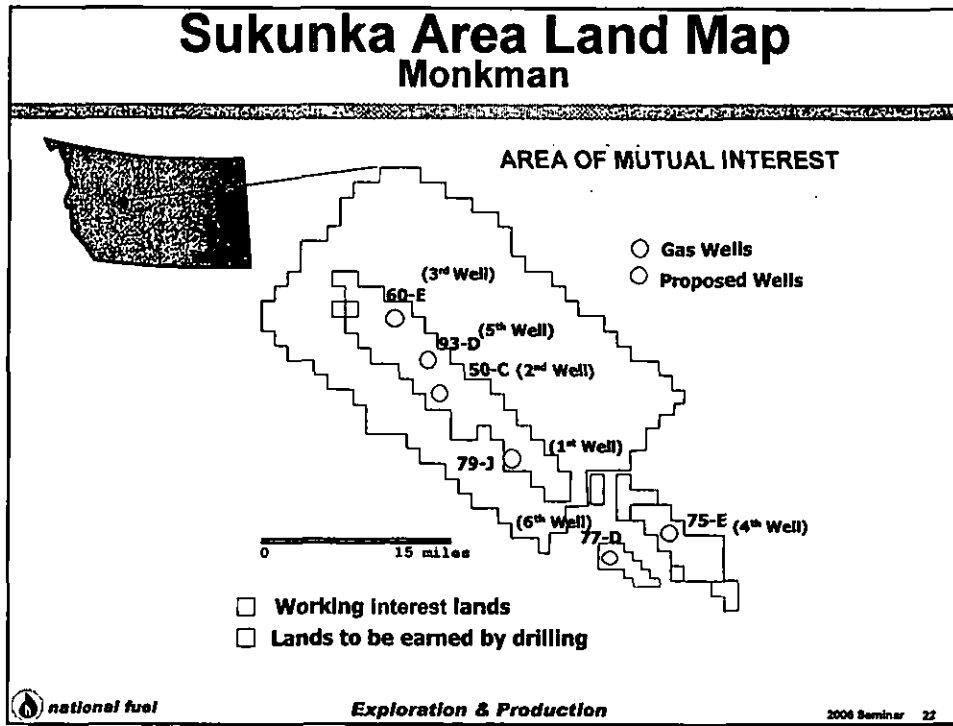 Sukunka Area Land Map
Monkman
AREA OF MUTUAL INTEREST
Gas Wells
Proposed Wells
(3rd Well)
60-E
(5th Well)
93-D
50-C (2nd Well)
(1st Well)
79-J
(6th Well)
75-E (4th Well)
77-D
0 15 miles
Working interest lands
Lands to be earned by drilling
national fuel
Exploration & Production
2006 Seminar 22